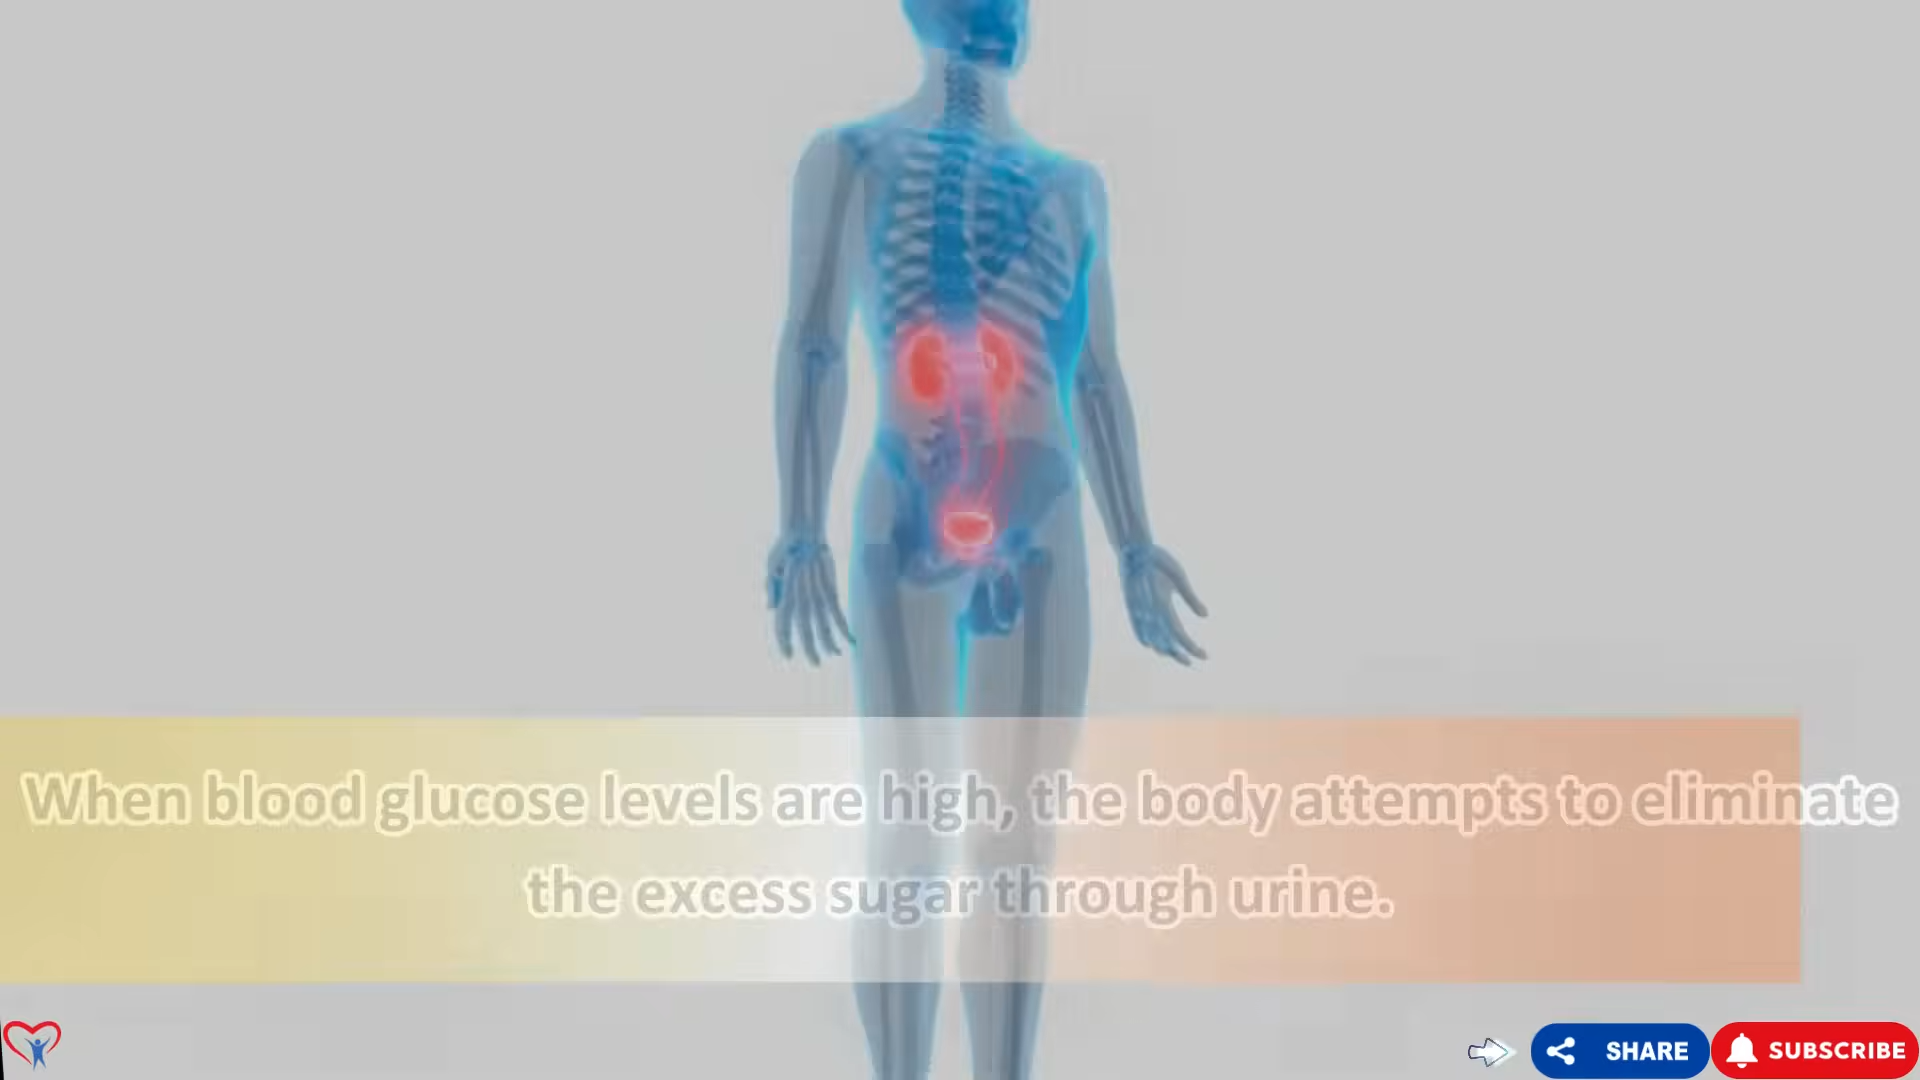 When blood glucose levels are high, the body attempts to eliminate
the excess sugar through urine.
SHARE
SUBSCRIBE